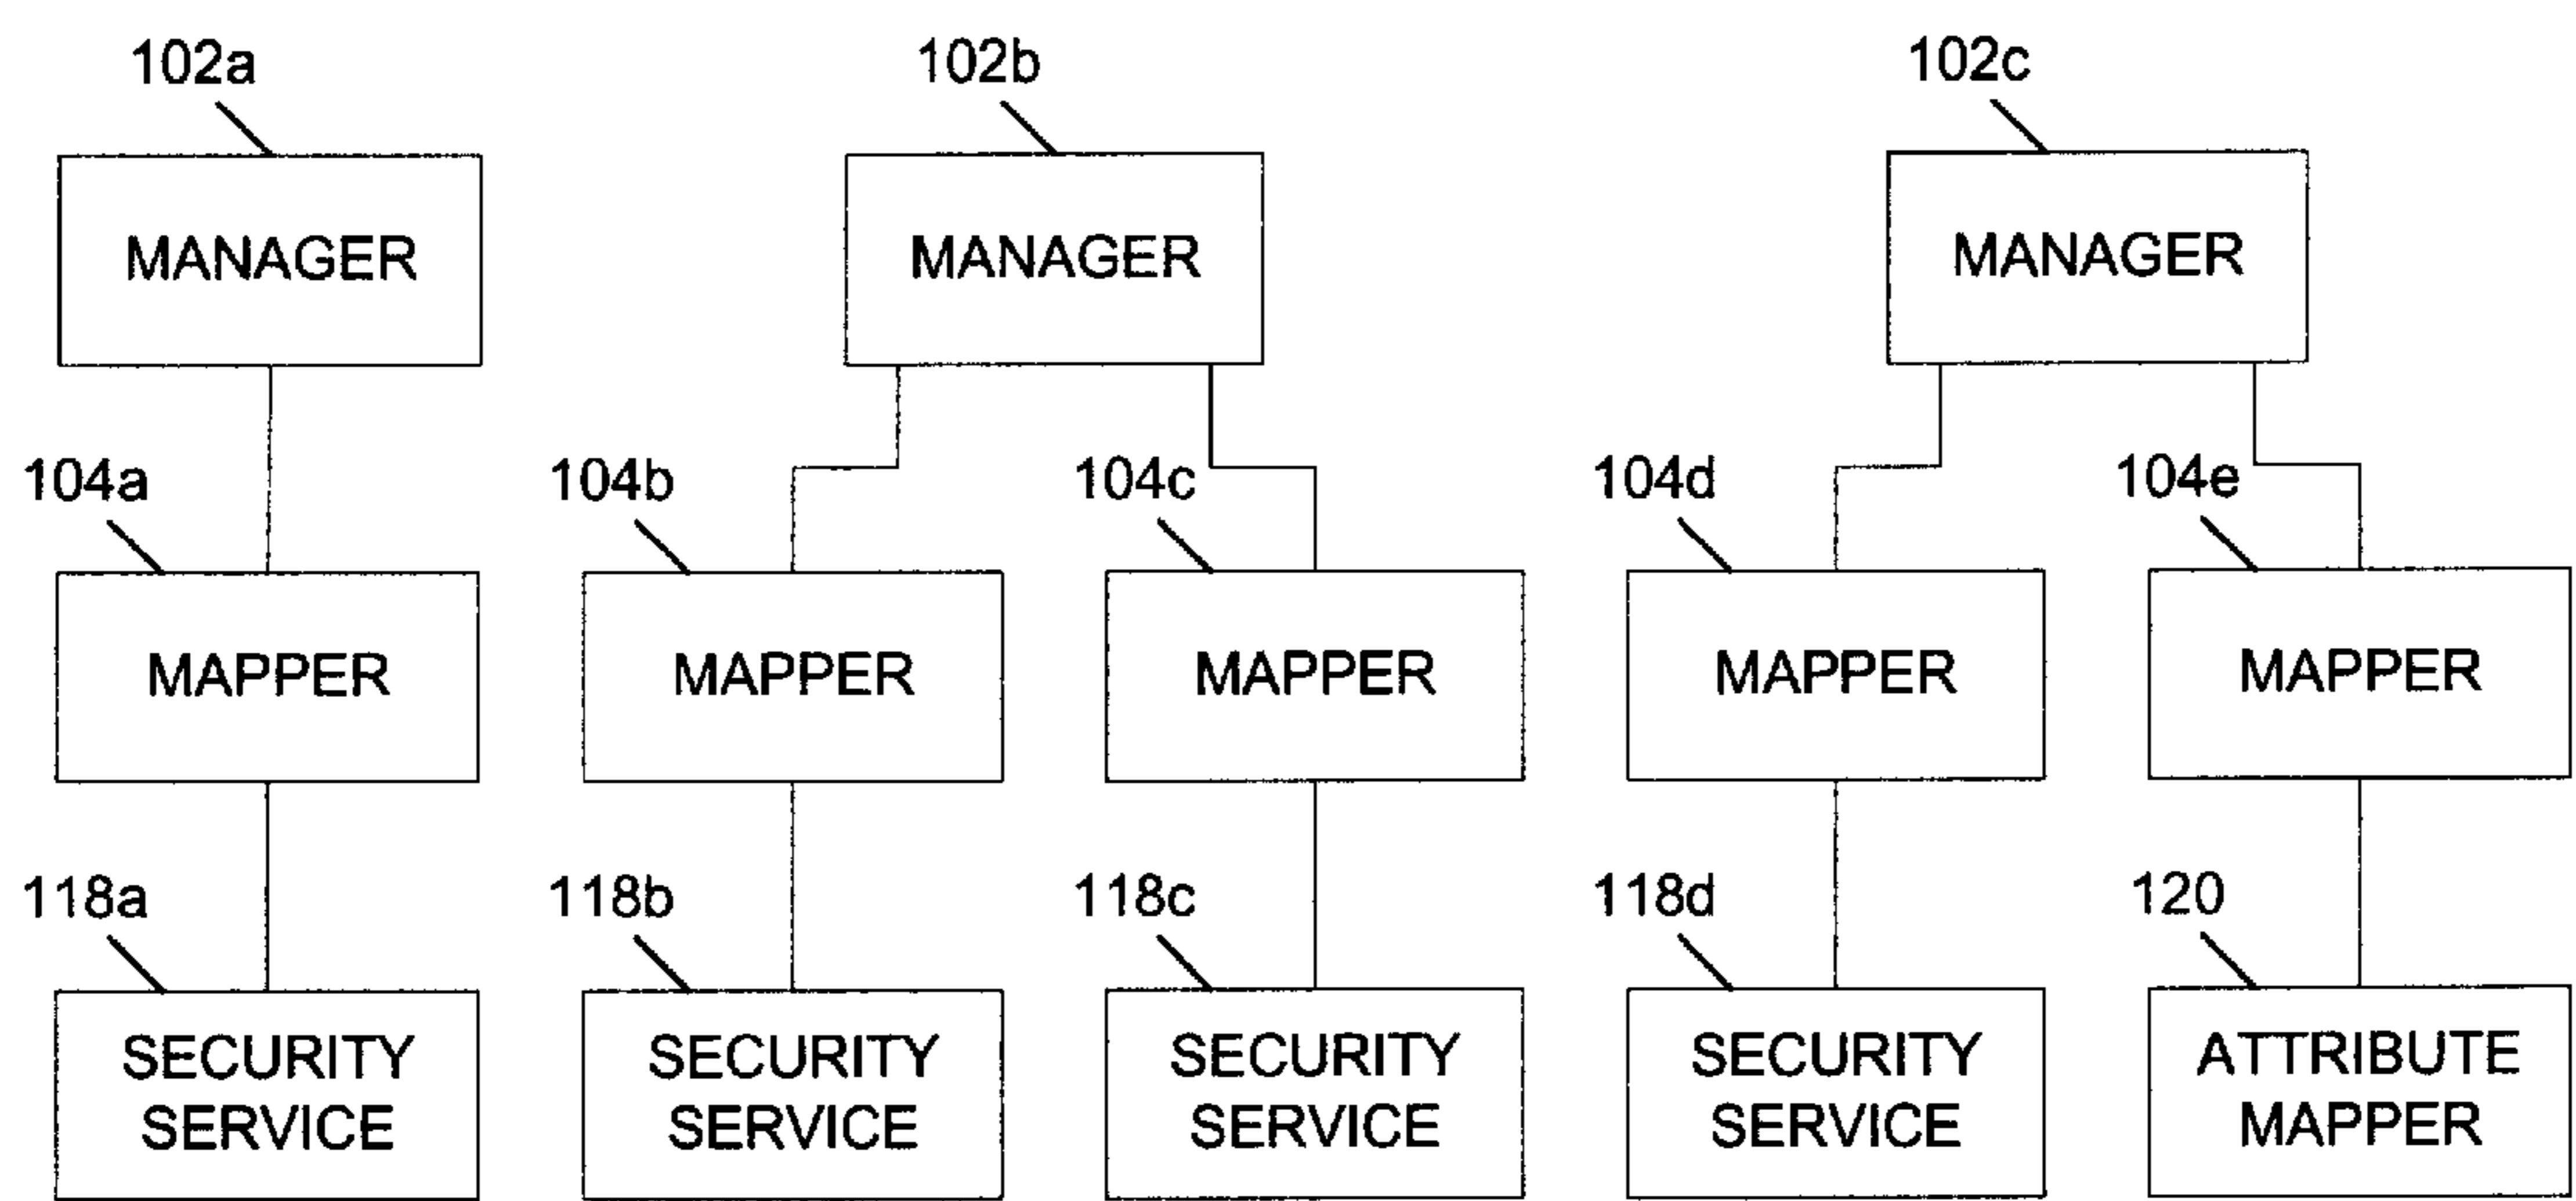 102a
102b
102c
MANAGER
MANAGER
MANAGER
104a
104b
104c
104d
104e
MAPPER
MAPPER
MAPPER
MAPPER
MAPPER
118a
118b
118c
118d
120
SECURITY
SERVICE
SECURITY
SERVICE
SECURITY
SERVICE
SECURITY
SERVICE
ATTRIBUTE
MAPPER